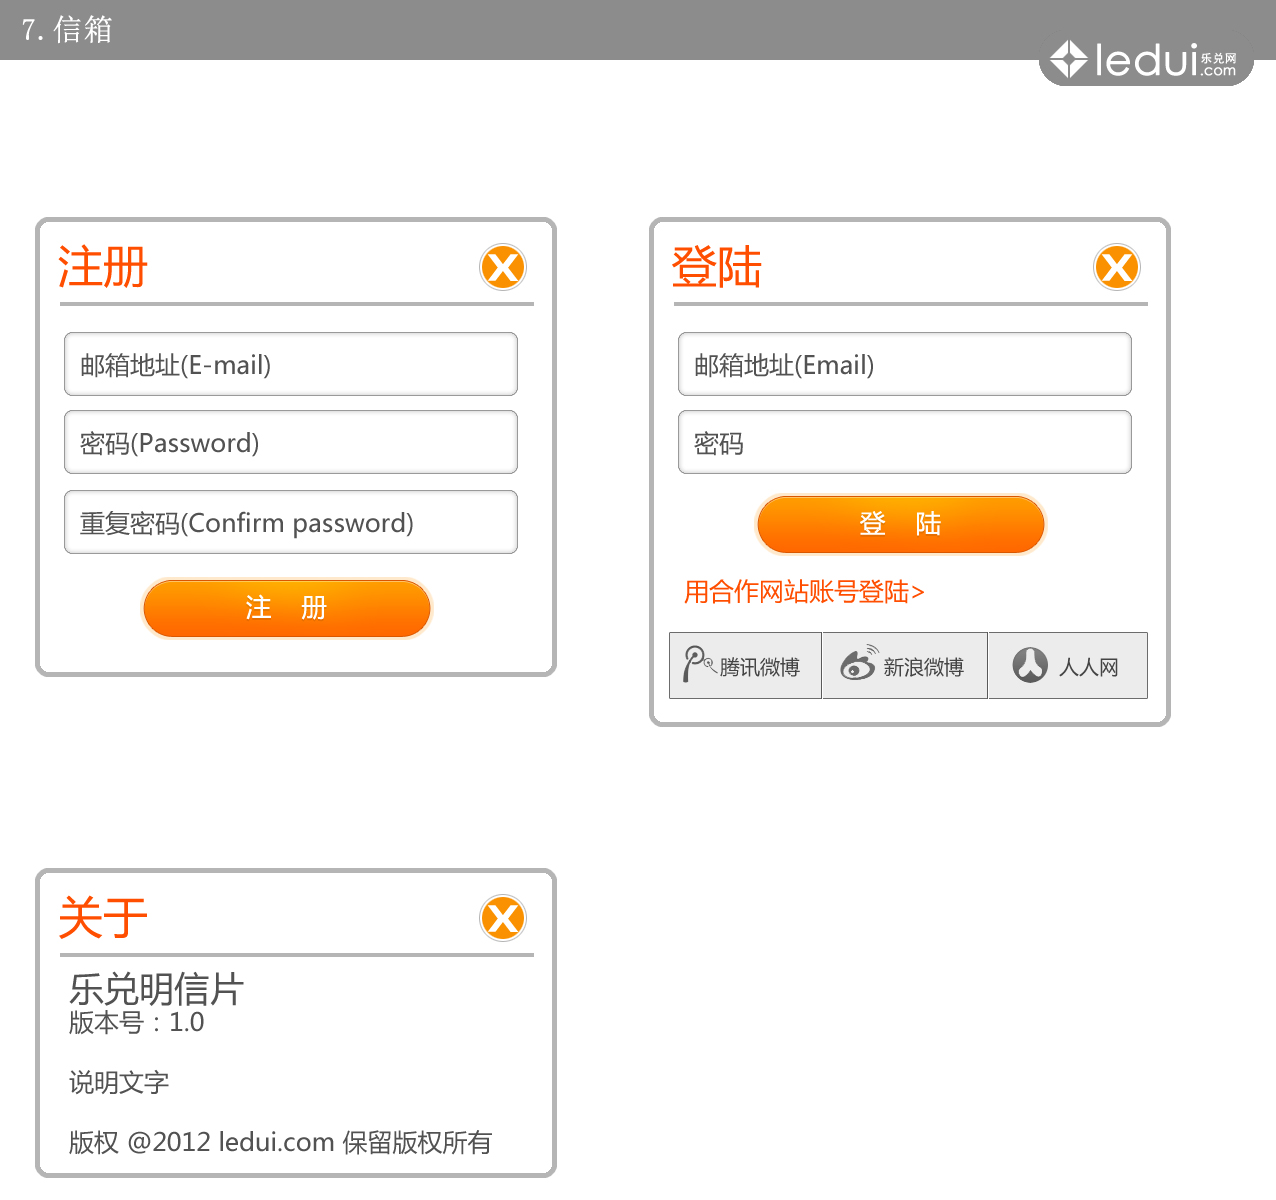 7. 信箱
ledui 乐兑网
.com
注册
邮箱地址(E-mail)
密码(Password)
重复密码(Confirm password)
注 册
登陆
邮箱地址(Email)
密码
登 陆
用合作网站账号登陆>
腾讯微博 新浪微博 人人网
关于
乐兑明信片
版本号：1.0
说明文字
版权 @2012 ledui.com 保留版权所有